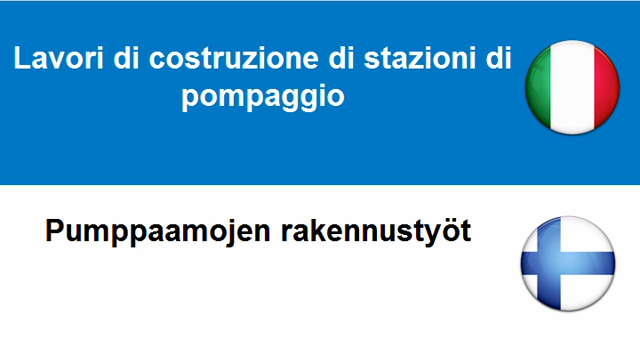 Lavori di costruzione di stazioni di
pompaggio
Pumppaamojen rakennustyöt